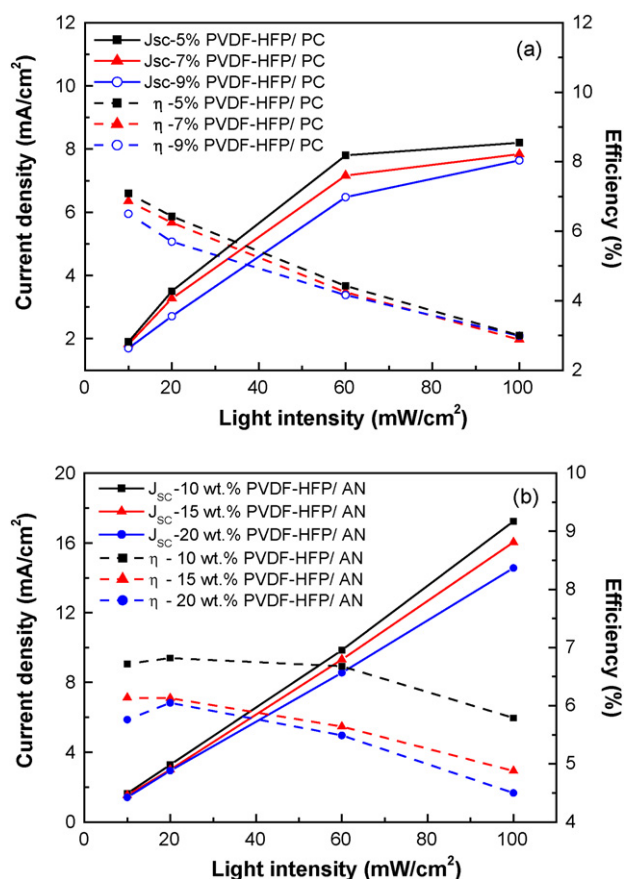 (a)
Jsc-5% PVDF-HFP/ PC
Jsc-7% PVDF-HFP/ PC
Jsc-9% PVDF-HFP/ PC
η -5% PVDF-HFP/ PC
η -7% PVDF-HFP/ PC
η -9% PVDF-HFP/ PC
Current density (mA/cm²)
12
10
8
6
4
2
Efficiency (%)
12
10
8
6
4
2
0 20 40 60 80 100
Light intensity (mW/cm²)
(b)
J_SC-10 wt.% PVDF-HFP/ AN
J_SC-15 wt.% PVDF-HFP/ AN
J_SC-20 wt.% PVDF-HFP/ AN
η - 10 wt.% PVDF-HFP/ AN
η - 15 wt.% PVDF-HFP/ AN
η - 20 wt.% PVDF-HFP/ AN
Current density (mA/cm²)
20
16
12
8
4
0
Efficiency (%)
10
9
8
7
6
5
4
0 20 40 60 80 100
Light intensity (mW/cm²)